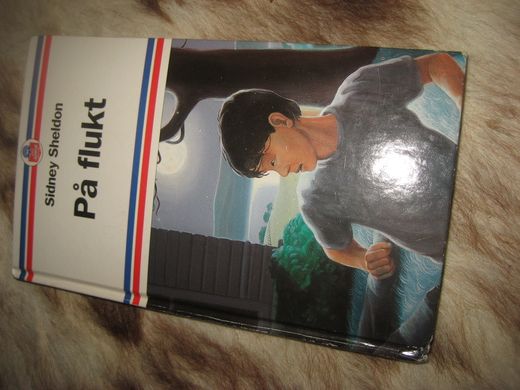 Sidney Sheldon
På flukt